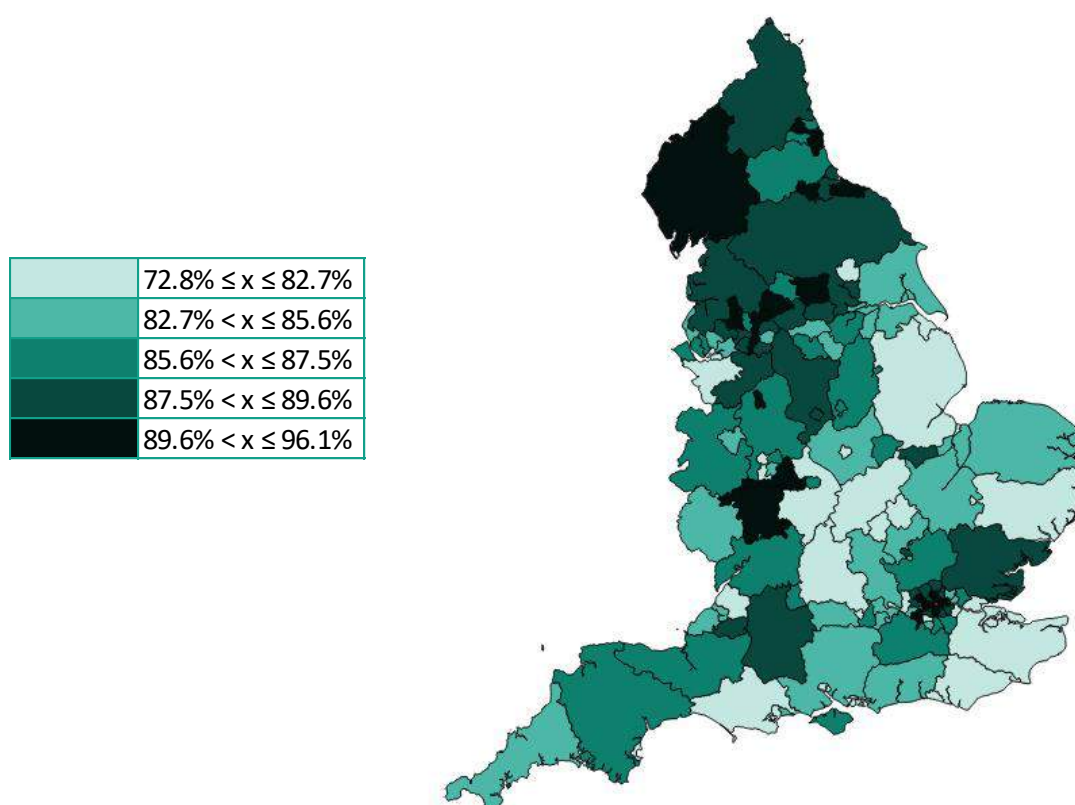 72.8% ≤ x ≤ 82.7%
82.7% < x ≤ 85.6%
85.6% < x ≤ 87.5%
87.5% < x ≤ 89.6%
89.6% < x ≤ 96.1%